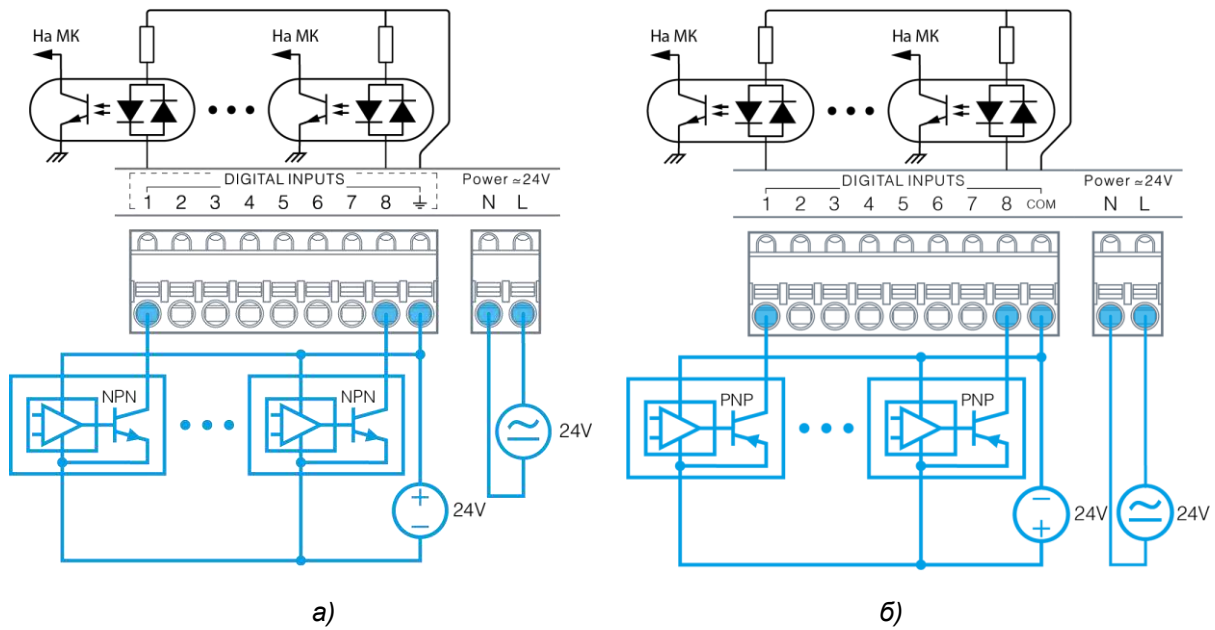 На МК На МК
DIGITAL INPUTS Power ≃24V
1 2 3 4 5 6 7 8 ⏚ N L
NPN NPN
24V
+
−
24V
а)
На МК На МК
DIGITAL INPUTS Power ≃24V
1 2 3 4 5 6 7 8 COM N L
PNP PNP
−
+
24V 24V
б)